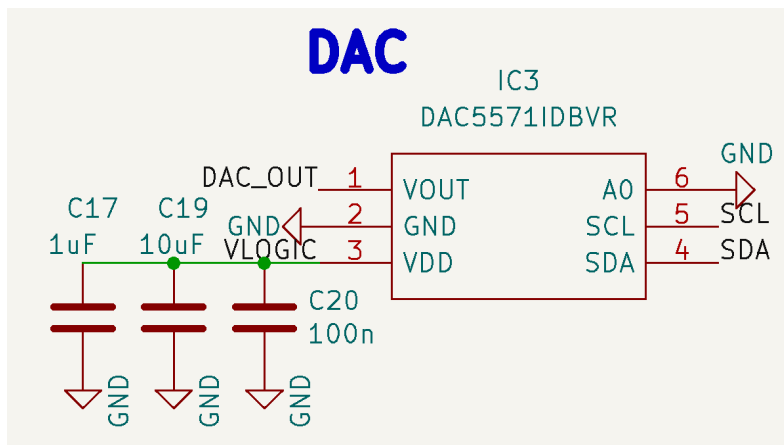 DAC
IC3
DAC5571IDBVR
DAC_OUT 1 VOUT A0 6 GND
GND 2 GND SCL 5 SCL
VLOGIC 3 VDD SDA 4 SDA
C17 C19
1uF 10uF
C20
100n
GND GND GND